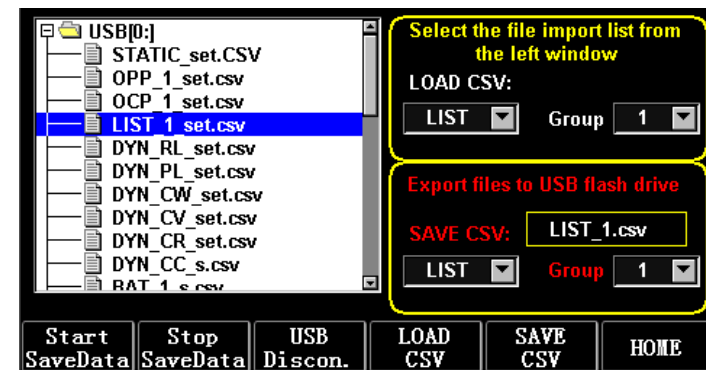 USB[0:]
STATIC_set.CSV
OPP_1_set.csv
OCP_1_set.csv
LIST_1_set.csv
DYN_RL_set.csv
DYN_PL_set.csv
DYN_CW_set.csv
DYN_CV_set.csv
DYN_CR_set.csv
DYN_CC_s.csv
BAT_1_s.csv
Select the file import list from
the left window
LOAD CSV:
LIST Group 1
Export files to USB flash drive
SAVE CSV: LIST_1.csv
LIST Group 1
Start SaveData
Stop SaveData
USB Discon.
LOAD CSV
SAVE CSV
HOME